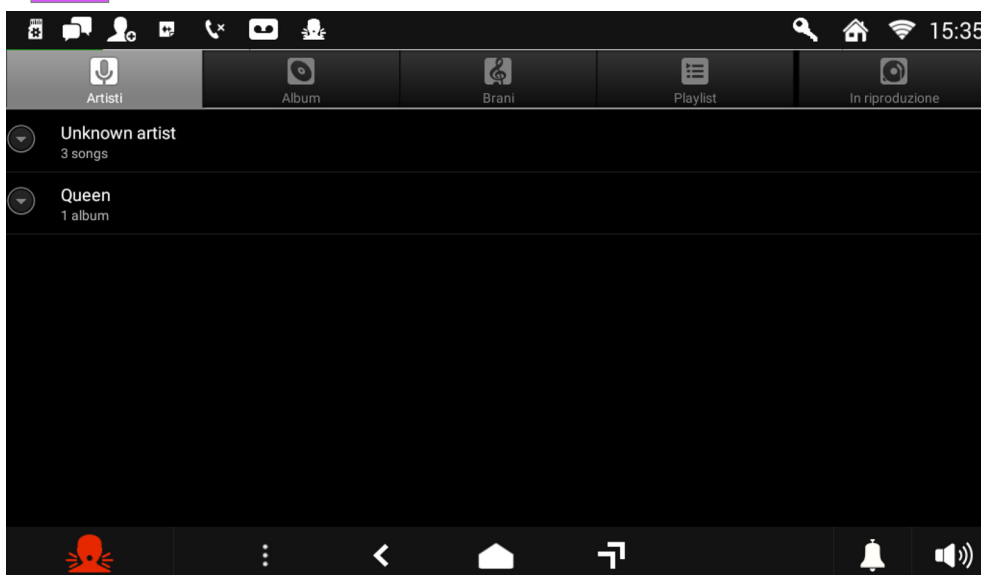 15:35
Artisti
Album
Brani
Playlist
In riproduzione
Unknown artist
3 songs
Queen
1 album